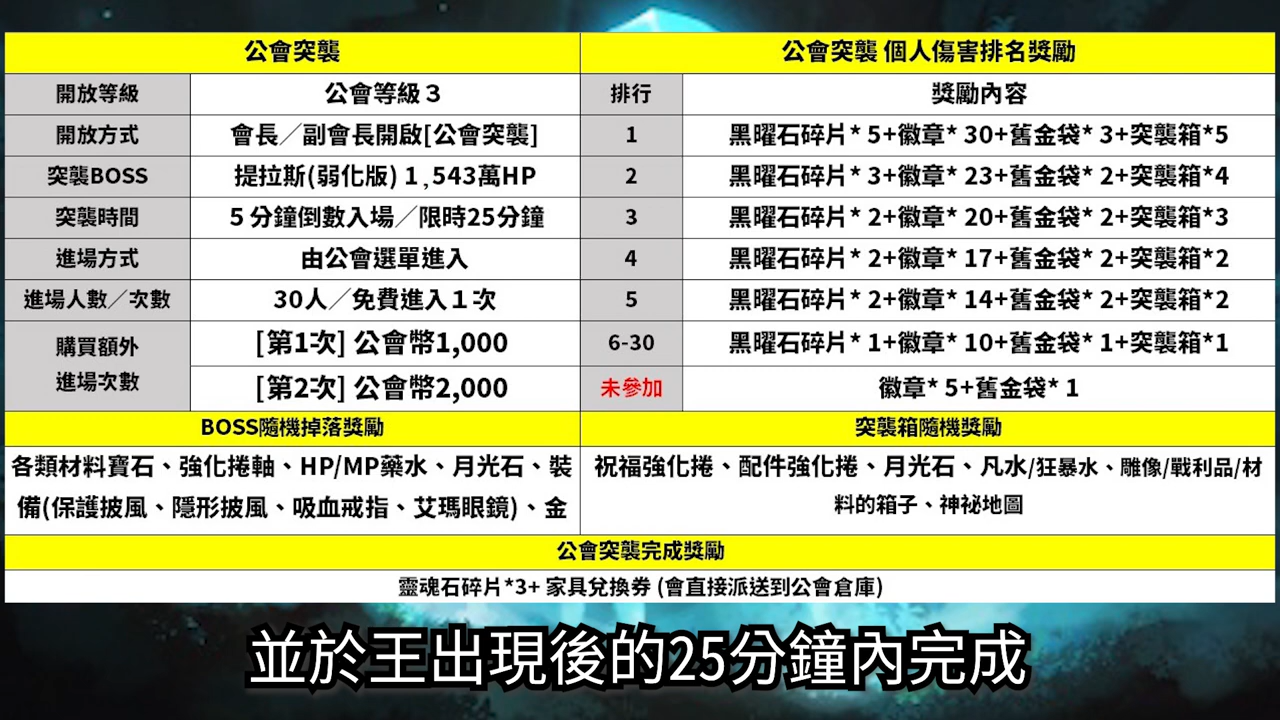 公會突襲
開放等級 公會等級３
開放方式 會長／副會長開啟[公會突襲]
突襲BOSS 提拉斯(弱化版) 1,543萬HP
突襲時間 ５分鐘倒數入場／限時25分鐘
進場方式 由公會選單進入
進場人數／次數 30人／免費進入１次
購買額外
進場次數
[第1次] 公會幣1,000
[第2次] 公會幣2,000
公會突襲 個人傷害排名獎勵
排行 獎勵內容
1 黑曜石碎片* 5+徽章* 30+舊金袋* 3+突襲箱*5
2 黑曜石碎片* 3+徽章* 23+舊金袋* 2+突襲箱*4
3 黑曜石碎片* 2+徽章* 20+舊金袋* 2+突襲箱*3
4 黑曜石碎片* 2+徽章* 17+舊金袋* 2+突襲箱*2
5 黑曜石碎片* 2+徽章* 14+舊金袋* 2+突襲箱*2
6-30 黑曜石碎片* 1+徽章* 10+舊金袋* 1+突襲箱*1
未參加 徽章* 5+舊金袋* 1
BOSS隨機掉落獎勵
各類材料寶石、強化捲軸、HP/MP藥水、月光石、裝
備(保護披風、隱形披風、吸血戒指、艾瑪眼鏡)、金
突襲箱隨機獎勵
祝福強化捲、配件強化捲、月光石、凡水/狂暴水、雕像/戰利品/材
料的箱子、神祕地圖
公會突襲完成獎勵
靈魂石碎片*3+ 家具兌換券 (會直接派送到公會倉庫)
並於王出現後的25分鐘內完成